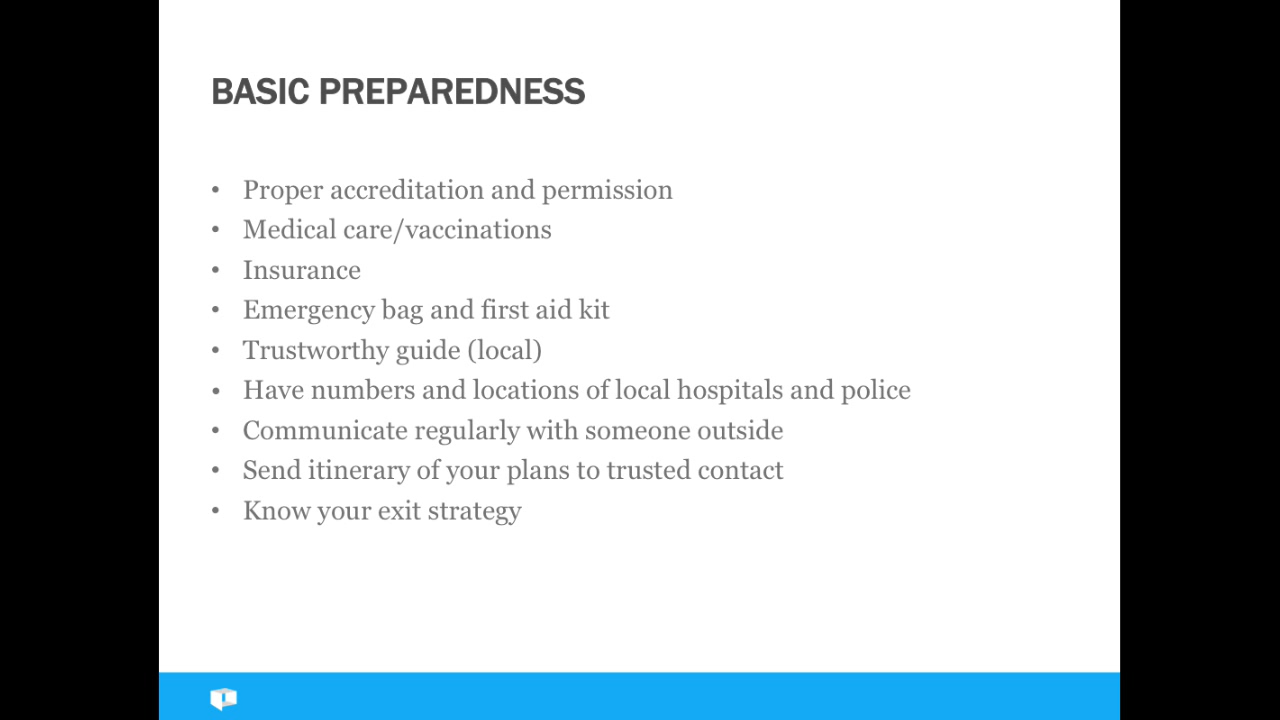 BASIC PREPAREDNESS
• Proper accreditation and permission
• Medical care/vaccinations
• Insurance
• Emergency bag and first aid kit
• Trustworthy guide (local)
• Have numbers and locations of local hospitals and police
• Communicate regularly with someone outside
• Send itinerary of your plans to trusted contact
• Know your exit strategy